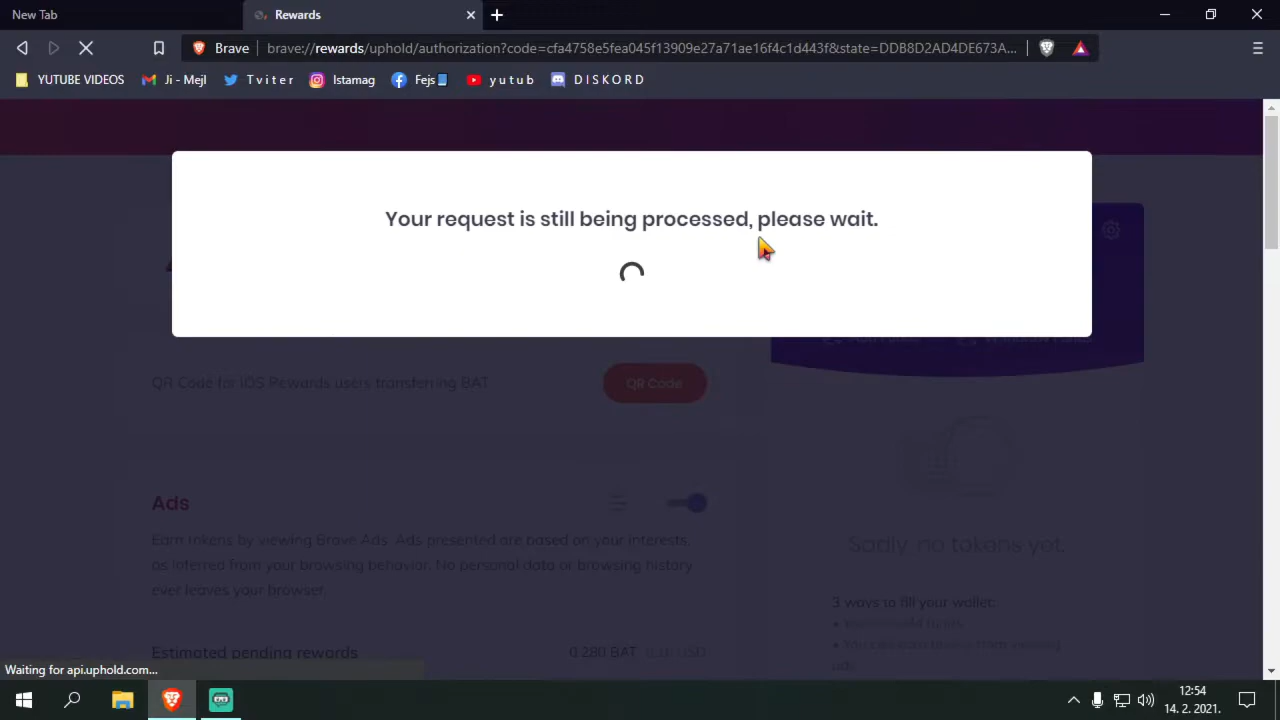 New Tab
Rewards
Brave
brave://rewards/uphold/authorization?code=cfa4758e5fea045f13909e27a71ae16f4c1d443f&state=DDB8D2AD4DE673A...
YUTUBE VIDEOS
Ji - Mejl
T v i t e r
Istamag
Fejs
y u t u b
D I S K O R D
Your request is still being processed, please wait.
QR Code for iOS Rewards users transferring BAT
QR Code
Ads
Earn tokens by viewing Brave Ads. Ads presented are based on your interests,
as inferred from your browsing behavior. No personal data or browsing history
ever leaves your browser.
Estimated pending rewards
0.280 BAT
Sadly, no tokens yet.
3 ways to fill your wallet:
ads.
Waiting for api.uphold.com...
12:54
14. 2. 2021.